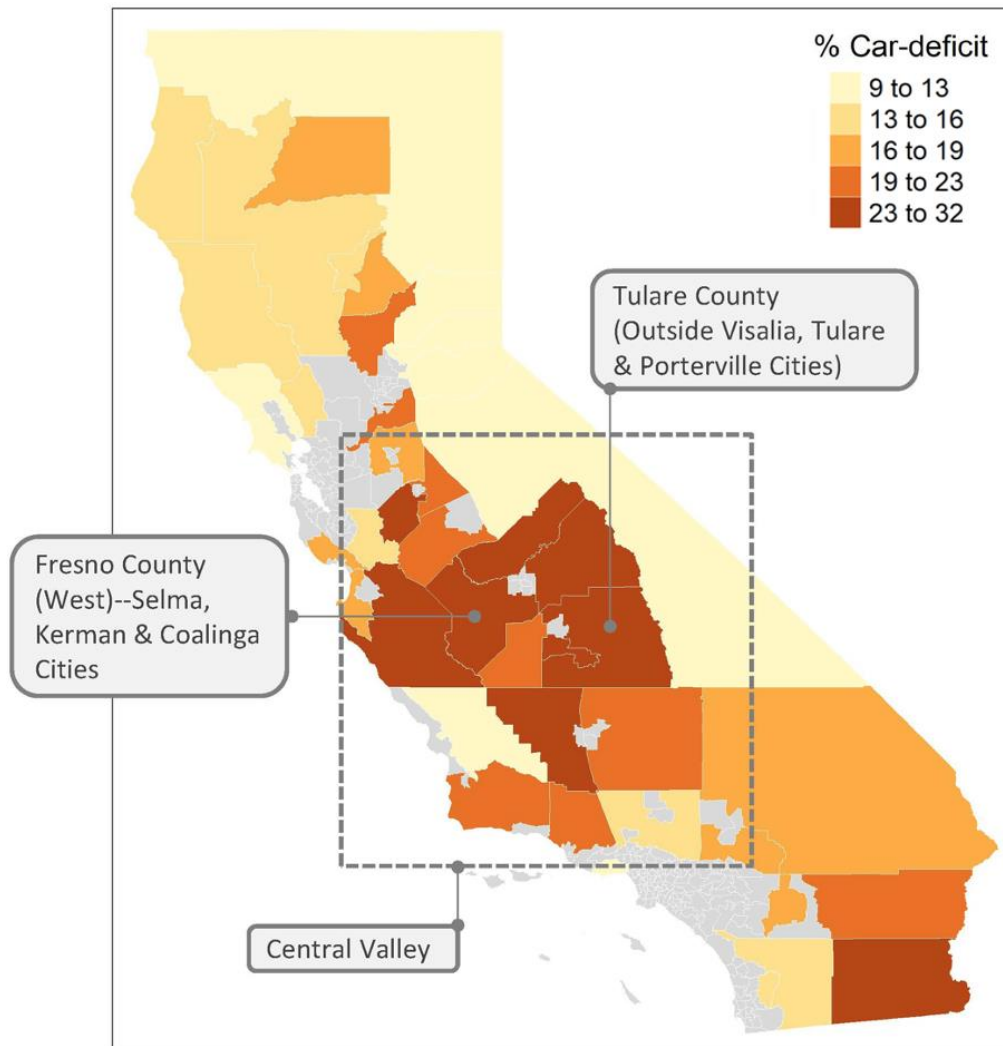 % Car-deficit
9 to 13
13 to 16
16 to 19
19 to 23
23 to 32
Tulare County
(Outside Visalia, Tulare
& Porterville Cities)
Fresno County
(West)--Selma,
Kerman & Coalinga
Cities
Central Valley